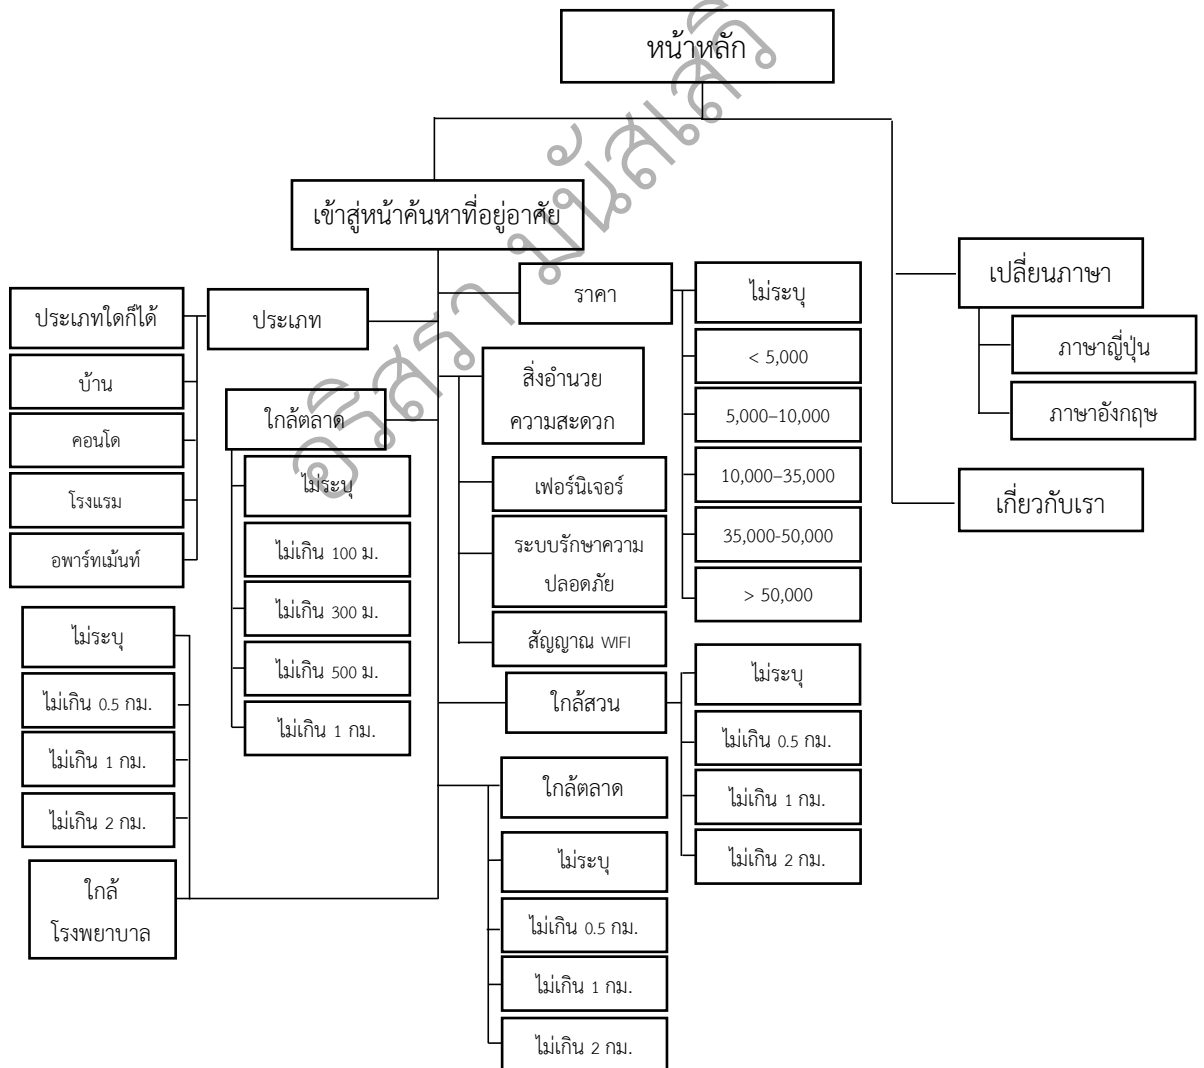 หน้าหลัก
เข้าสู่หน้าค้นหาที่อยู่อาศัย
ประเภท
ประเภทใดก็ได้
บ้าน
คอนโด
โรงแรม
อพาร์ทเม้นท์
ราคา
ไม่ระบุ
< 5,000
5,000–10,000
10,000–35,000
35,000-50,000
> 50,000
สิ่งอำนวย
ความสะดวก
เฟอร์นิเจอร์
ระบบรักษาความ
ปลอดภัย
สัญญาณ WIFI
ใกล้ตลาด
ไม่ระบุ
ไม่เกิน 100 ม.
ไม่เกิน 300 ม.
ไม่เกิน 500 ม.
ไม่เกิน 1 กม.
ใกล้สวน
ไม่ระบุ
ไม่เกิน 0.5 กม.
ไม่เกิน 1 กม.
ไม่เกิน 2 กม.
ใกล้ตลาด
ไม่ระบุ
ไม่เกิน 0.5 กม.
ไม่เกิน 1 กม.
ไม่เกิน 2 กม.
ไม่ระบุ
ไม่เกิน 0.5 กม.
ไม่เกิน 1 กม.
ไม่เกิน 2 กม.
ใกล้
โรงพยาบาล
เปลี่ยนภาษา
ภาษาญี่ปุ่น
ภาษาอังกฤษ
เกี่ยวกับเรา
อริสรา